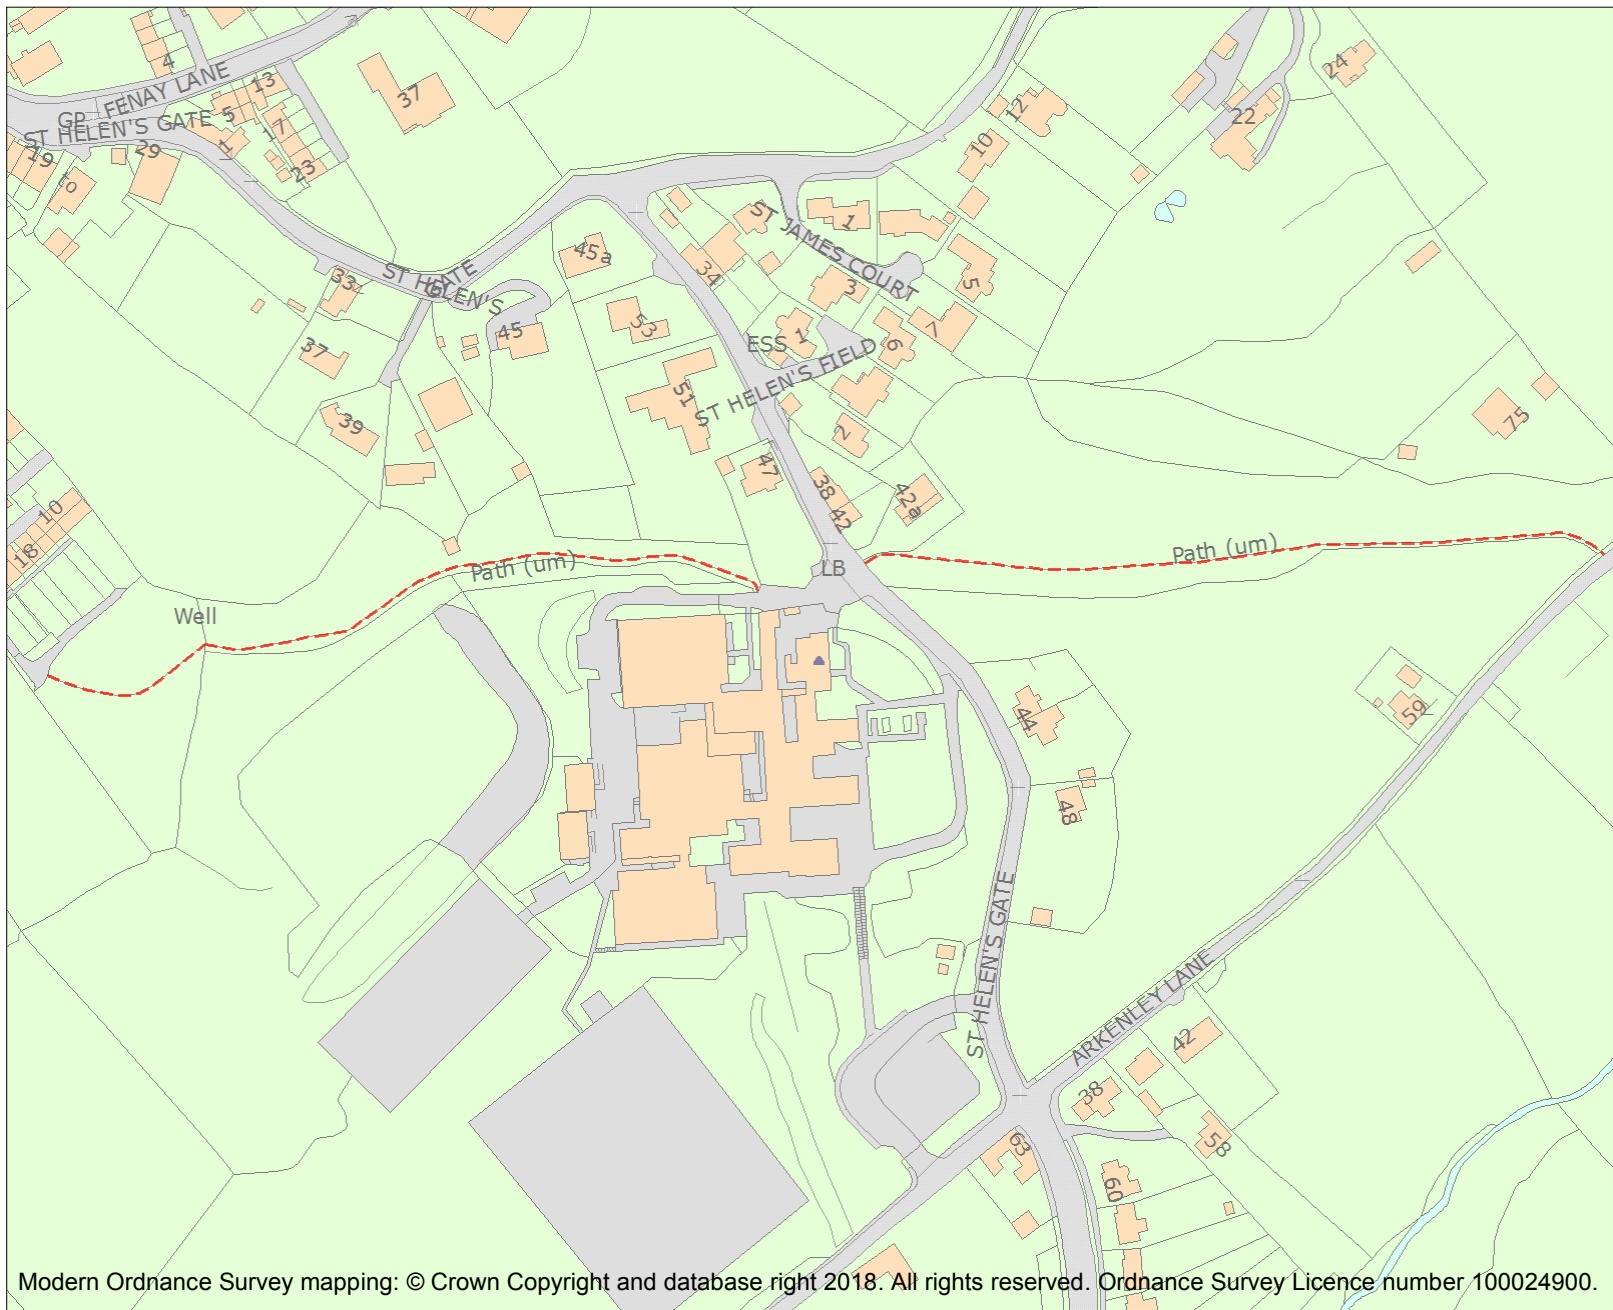 4
FENAY LANE
13
37
12
24
GP
ST HELEN'S GATE
5
17
1
22
19
29
23
10
to
ST JAMES COURT
1
45a
34
33
ST HELEN'S
GATE
3
5
53
45
37
ESS
1
6
7
ST HELEN'S FIELD
51
39
2
75
47
38
42
42a
10
18
Path (um)
Path (um)
LB
Well
44
59
48
ST HELEN'S GATE
ARKENLEY LANE
42
38
63
58
60
Modern Ordnance Survey mapping: © Crown Copyright and database right 2018. All rights reserved. Ordnance Survey Licence number 100024900.